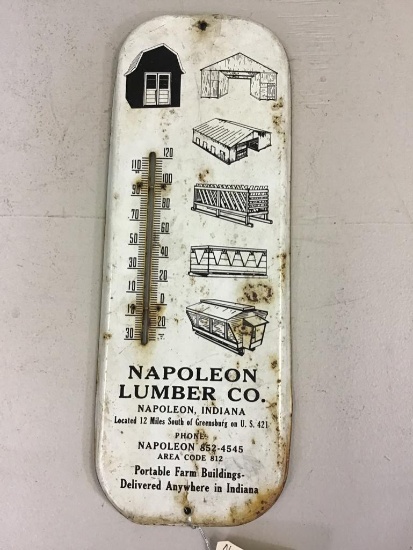 120
110
100
90
80
70
60
50
40
30
20
10
0
10
20
30
NAPOLEON
LUMBER CO.
NAPOLEON, INDIANA
Located 12 Miles South of Greensburg on U. S. 421
PHONE:
NAPOLEON 852-4545
AREA CODE 812
Portable Farm Buildings-
Delivered Anywhere in Indiana